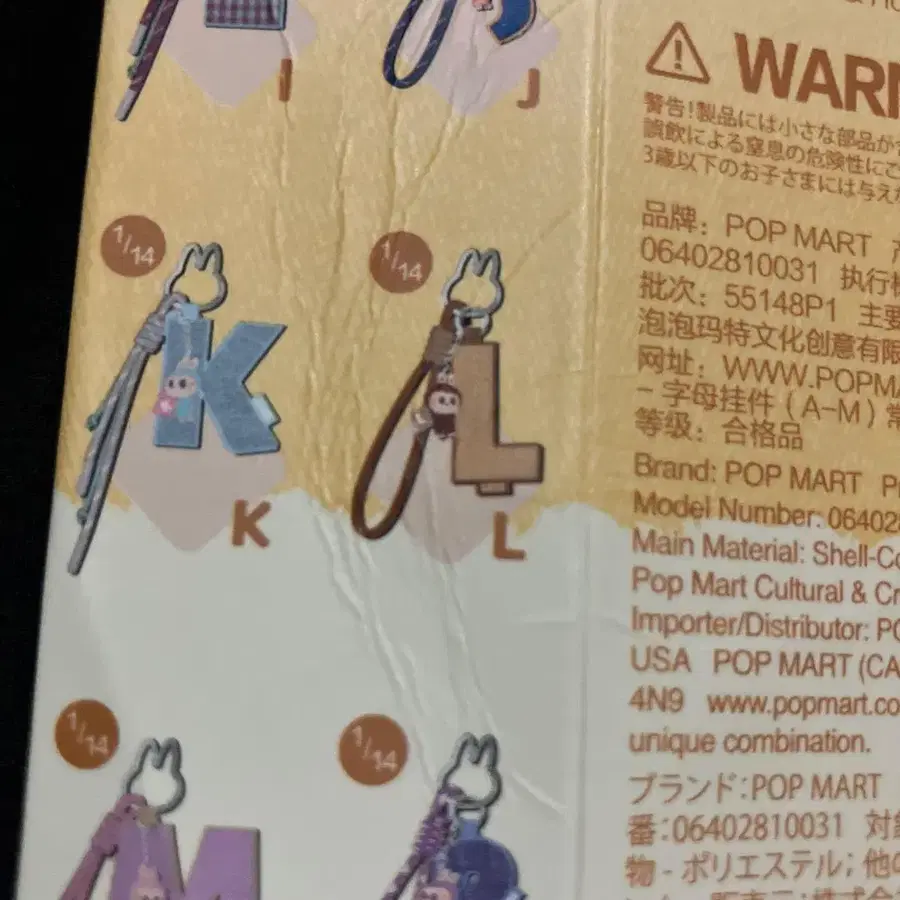 I
J
1/14
1/14
K
L
1/14
1/14
WARN
警告!製品には小さな部品が
誤飲による窒息の危険性にご
3歳以下のお子さまには与え
品牌: POP MART
06402810031 执行
批次: 55148P1 主要
泡泡玛特文化创意有限
网址: WWW.POPMA
- 字母挂件 (A-M) 常
等级: 合格品
Brand: POP MART
Model Number: 06402
Main Material: Shell-Co
Pop Mart Cultural & Cr
Importer/Distributor: PO
USA POP MART (CA
4N9 www.popmart.co
unique combination.
ブランド:POP MART
番:06402810031 対
物 - ポリエステル; 他の